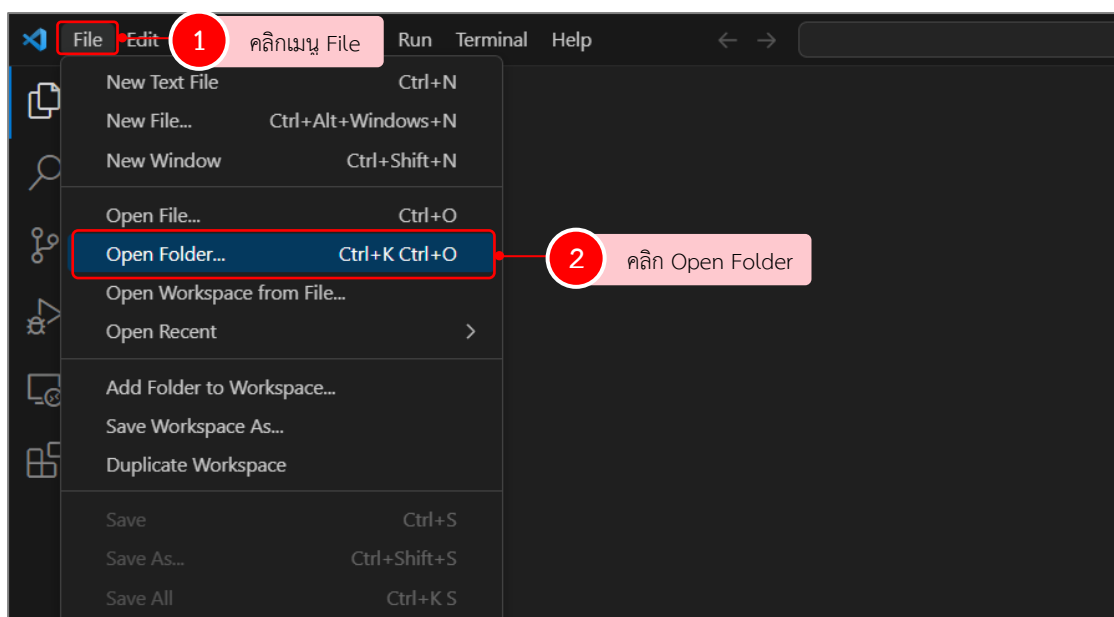 File Edit 1 คลิกเมนู File Run Terminal Help
New Text File Ctrl+N
New File... Ctrl+Alt+Windows+N
New Window Ctrl+Shift+N
Open File... Ctrl+O
Open Folder... Ctrl+K Ctrl+O 2 คลิก Open Folder
Open Workspace from File...
Open Recent
Add Folder to Workspace...
Save Workspace As...
Duplicate Workspace
Save Ctrl+S
Save As... Ctrl+Shift+S
Save All Ctrl+K S